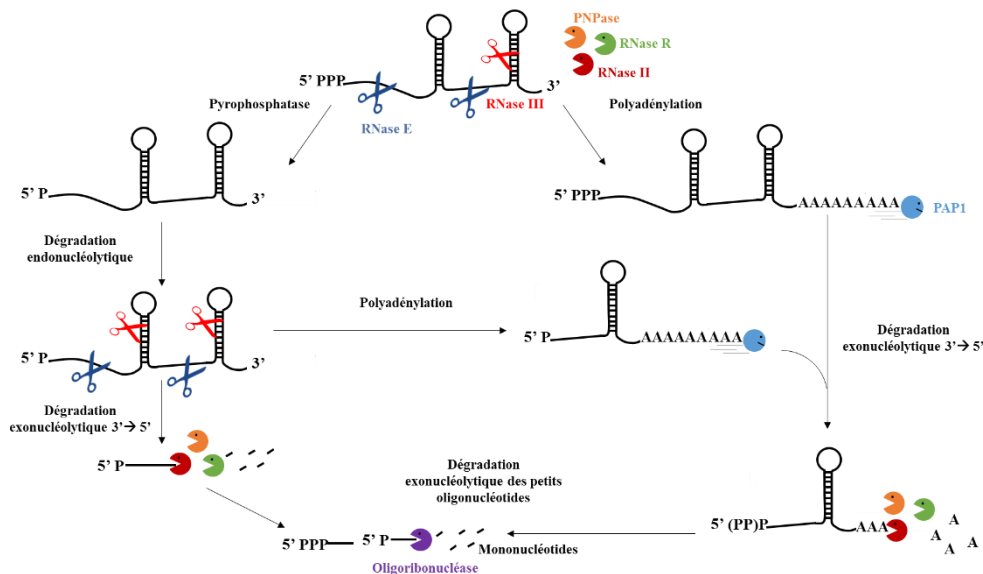 PNPase
RNase R
RNase II
5' PPP
3'
RNase III
RNase E
Pyrophosphatase
Polyadénylation
5' P
3'
5' PPP
AAAAAAAAA
PAP1
Dégradation
endonucléolytique
Polyadénylation
5' P
AAAAAAAAA
5' P
3'
Dégradation
exonucléolytique 3'→ 5'
Dégradation
exonucléolytique 3'→ 5'
5' P
Dégradation
exonucléolytique des petits
oligonucléotides
5' (PP)P
AAA
A
A
A
A
5' PPP
5' P
Mononucléotides
Oligoribonucléase